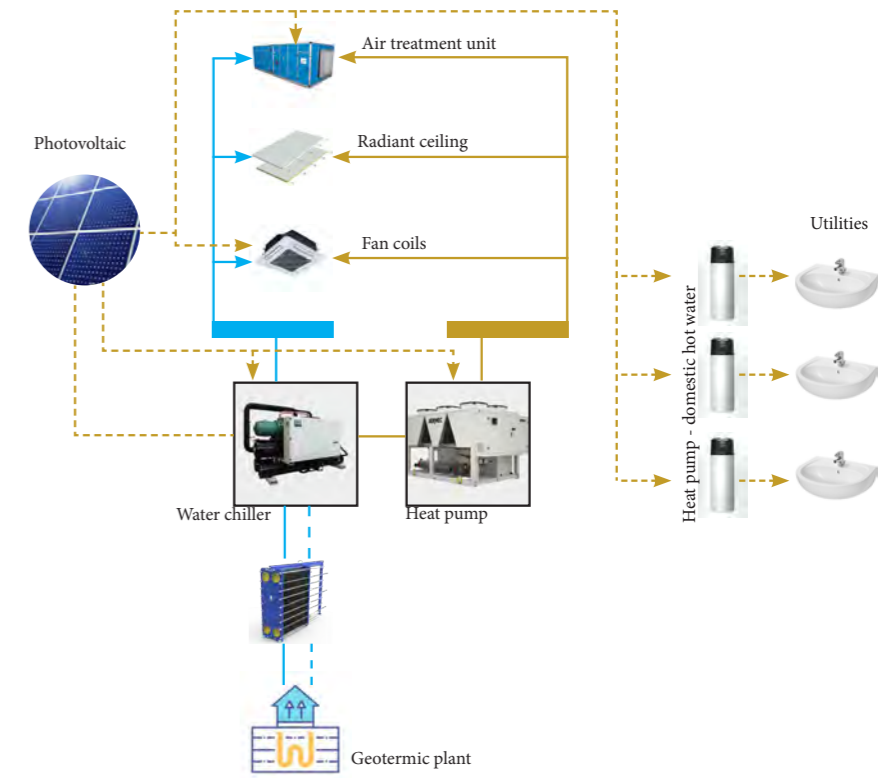 Air treatment unit
Photovoltaic
Radiant ceiling
Fan coils
Utilities
Heat pump - domestic hot water
Water chiller
Heat pump
Geotermic plant